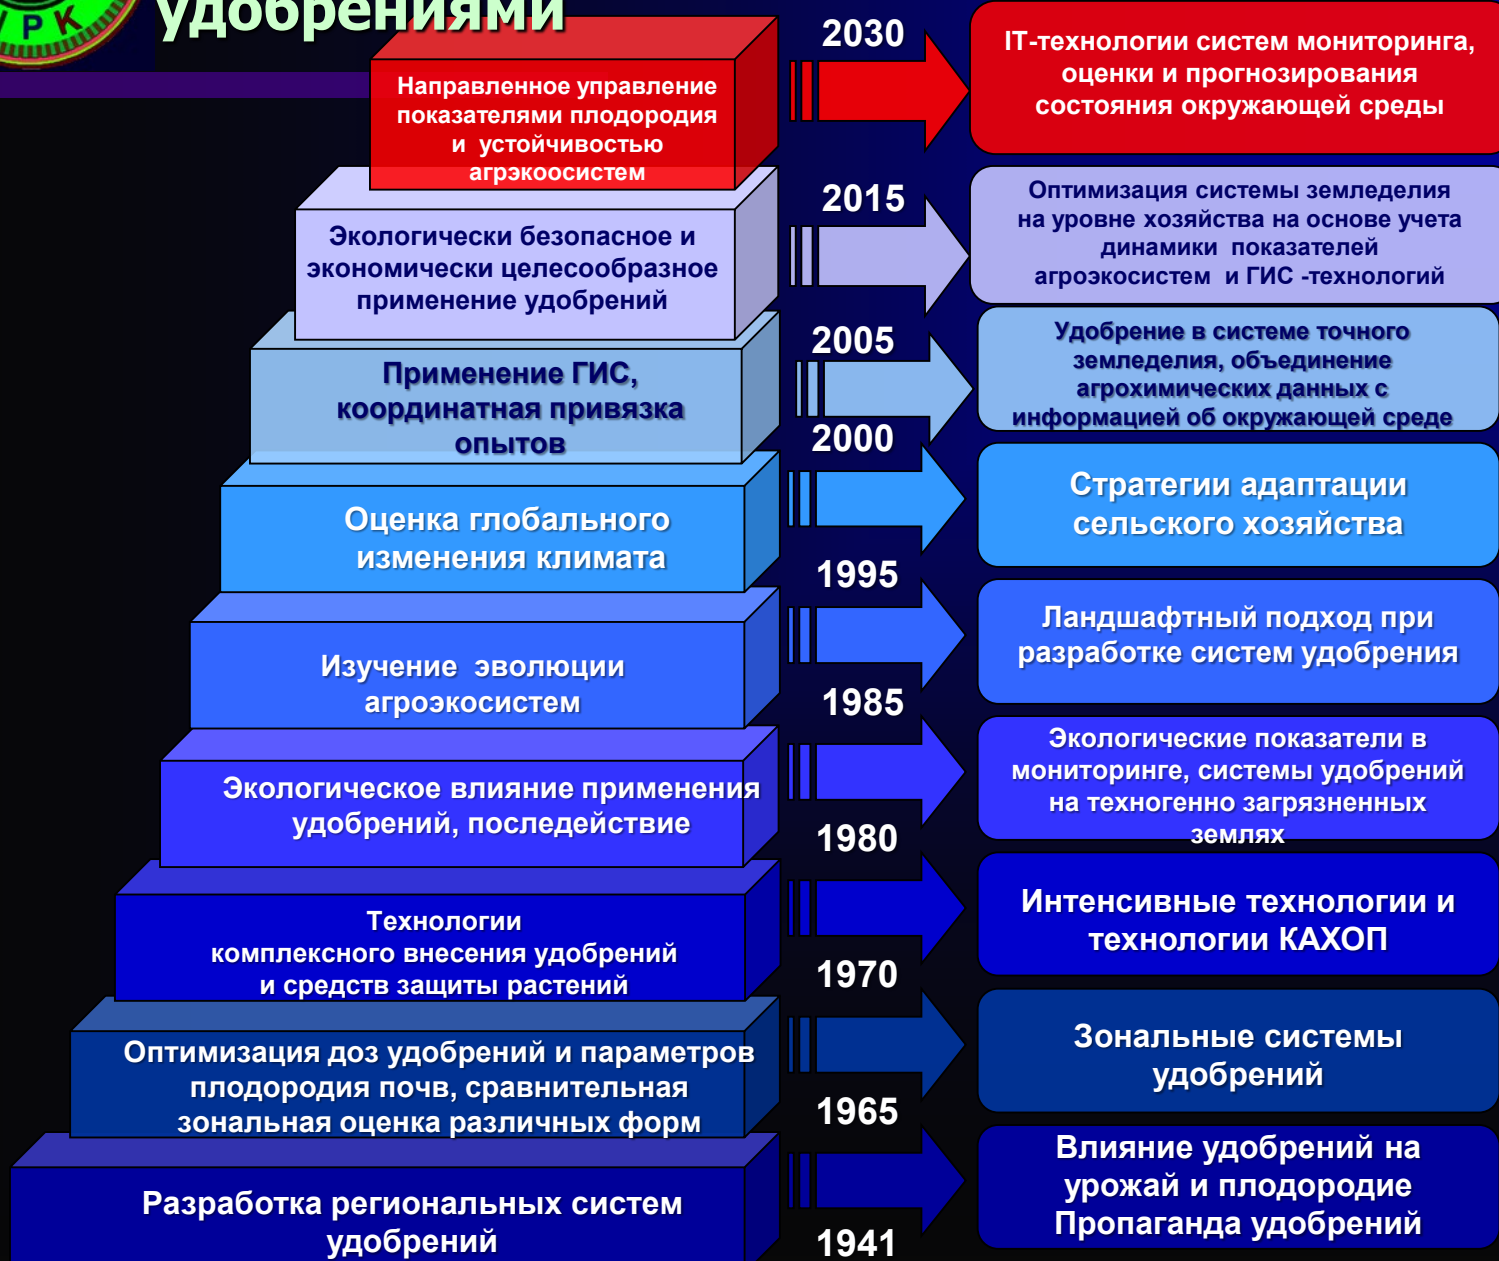 УРК
удобрениями
2030
Направленное управление
показателями плодородия
и устойчивостью
агрэкоосистем
IT-технологии систем мониторинга,
оценки и прогнозирования
состояния окружающей среды
2015
Экологически безопасное и
экономически целесообразное
применение удобрений
Оптимизация системы земледелия
на уровне хозяйства на основе учета
динамики показателей
агроэкосистем и ГИС -технологий
2005
Применение ГИС,
координатная привязка
опытов
Удобрение в системе точного
земледелия, объединение
агрохимических данных с
информацией об окружающей среде
2000
Оценка глобального
изменения климата
Стратегии адаптации
сельского хозяйства
1995
Изучение эволюции
агроэкосистем
Ландшафтный подход при
разработке систем удобрения
1985
Экологическое влияние применения
удобрений, последействие
Экологические показатели в
мониторинге, системы удобрений
на техногенно загрязненных
землях
1980
Технологии
комплексного внесения удобрений
и средств защиты растений
Интенсивные технологии и
технологии КАХОП
1970
Оптимизация доз удобрений и параметров
плодородия почв, сравнительная
зональная оценка различных форм
Зональные системы
удобрений
1965
Разработка региональных систем
удобрений
Влияние удобрений на
урожай и плодородие
Пропаганда удобрений
1941